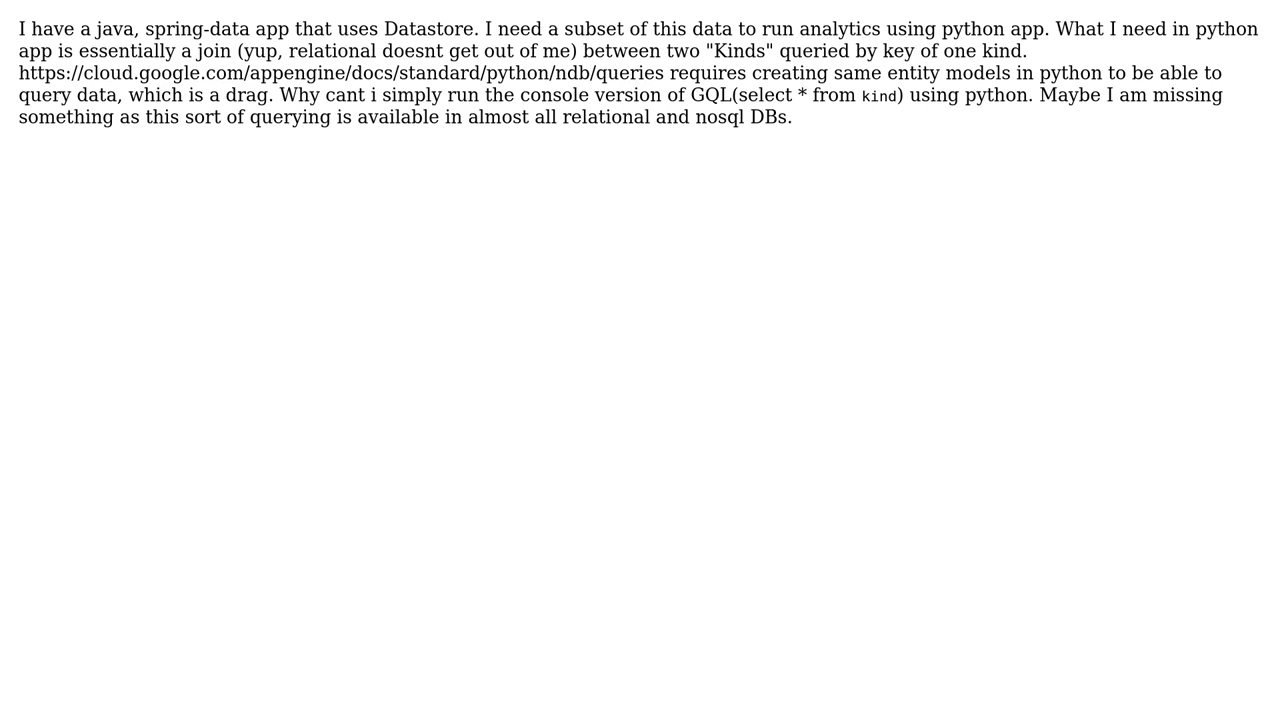 I have a java, spring-data app that uses Datastore. I need a subset of this data to run analytics using python app. What I need in python
app is essentially a join (yup, relational doesnt get out of me) between two "Kinds" queried by key of one kind.
https://cloud.google.com/appengine/docs/standard/python/ndb/queries requires creating same entity models in python to be able to
query data, which is a drag. Why cant i simply run the console version of GQL(select * from kind) using python. Maybe I am missing
something as this sort of querying is available in almost all relational and nosql DBs.